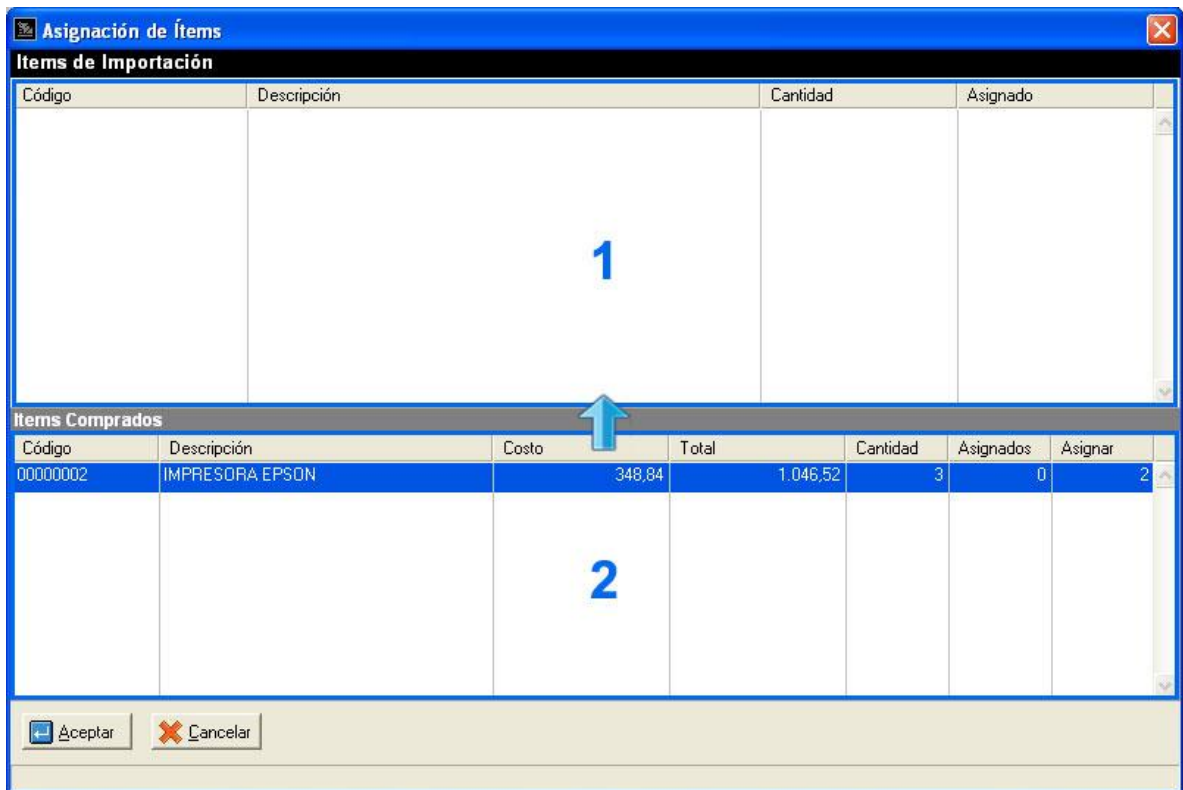 Asignación de Ítems
Items de Importación
Código Descripción Cantidad Asignado
1
Items Comprados
Código Descripción Costo Total Cantidad Asignados Asignar
00000002 IMPRESORA EPSON 348,84 1.046,52 3 0 2
2
Aceptar Cancelar